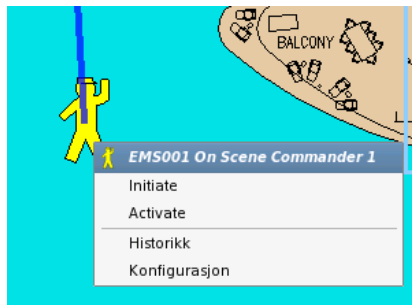 BALCONY
EMS001 On Scene Commander 1
Initiate
Activate
Historikk
Konfigurasjon